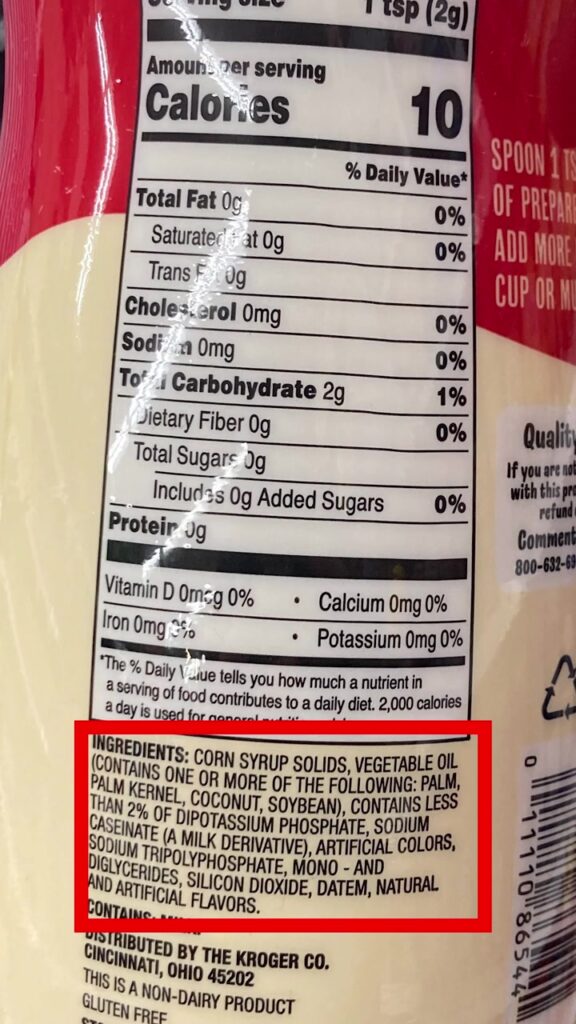 1 tsp (2g)
Amount per serving
Calories 10
% Daily Value*
Total Fat 0g 0%
Saturated Fat 0g 0%
Trans Fat 0g
Cholesterol 0mg 0%
Sodium 0mg 0%
Total Carbohydrate 2g 1%
Dietary Fiber 0g 0%
Total Sugars 0g
Includes 0g Added Sugars 0%
Protein 0g
Vitamin D 0mcg 0% • Calcium 0mg 0%
Iron 0mg 0% • Potassium 0mg 0%
*The % Daily Value tells you how much a nutrient in
a serving of food contributes to a daily diet. 2,000 calories
a day is used for general
INGREDIENTS: CORN SYRUP SOLIDS, VEGETABLE OIL
(CONTAINS ONE OR MORE OF THE FOLLOWING: PALM,
PALM KERNEL, COCONUT, SOYBEAN), CONTAINS LESS
THAN 2% OF DIPOTASSIUM PHOSPHATE, SODIUM
CASEINATE (A MILK DERIVATIVE), ARTIFICIAL COLORS,
SODIUM TRIPOLYPHOSPHATE, MONO - AND
DIGLYCERIDES, SILICON DIOXIDE, DATEM, NATURAL
AND ARTIFICIAL FLAVORS.
CONTAINS:
DISTRIBUTED BY THE KROGER CO.
CINCINNATI, OHIO 45202
THIS IS A NON-DAIRY PRODUCT
GLUTEN FREE
SPOON 1
OF
ADD MORE
CUP OR
Quality
If you are not
with this
refund
Comment
800-632-69
0 11110 86544